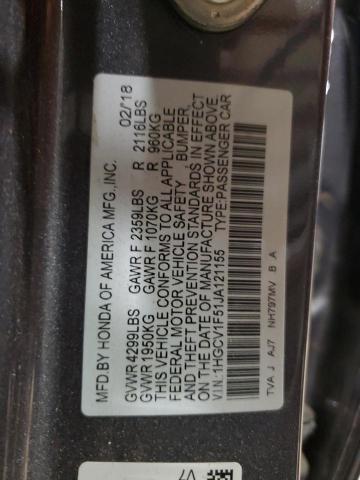 MFD.BY HONDA OF AMERICA MFG.,INC. 02/18
GVWR 4299LBS GAWR F 2359LBS R 2116LBS
GVWR 1950KG GAWR F 1070KG R 960KG
THIS VEHICLE CONFORMS TO ALL APPLICABLE
FEDERAL MOTOR VEHICLE SAFETY BUMPER,
AND THEFT PREVENTION STANDARDS IN EFFECT
ON THE DATE OF MANUFACTURE SHOWN ABOVE.
V.I.N.:1HGCV1F51JA121155 TYPE:PASSENGER CAR
TVA J AJ7 NH797MV B A